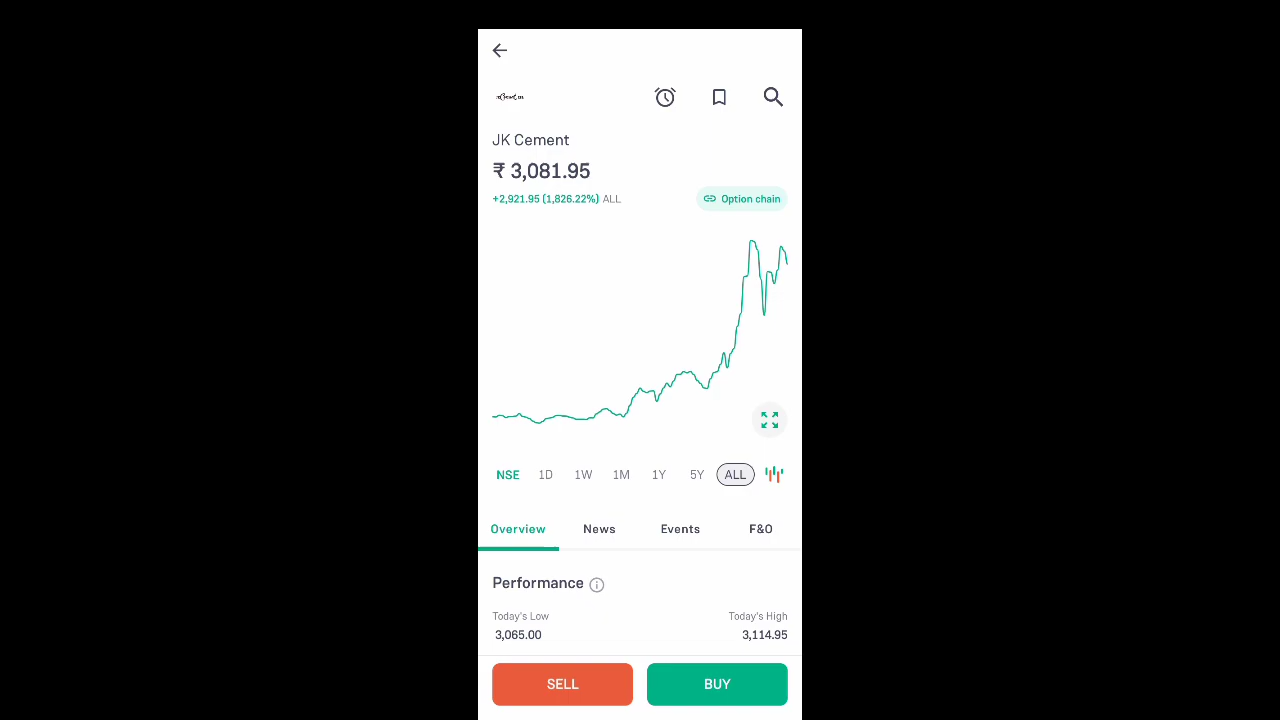 JK Cement
₹ 3,081.95
+2,921.95 (1,826.22%) ALL
Option chain
NSE 1D 1W 1M 1Y 5Y ALL
Overview News Events F&O
Performance
Today's Low Today's High
3,065.00 3,114.95
SELL BUY